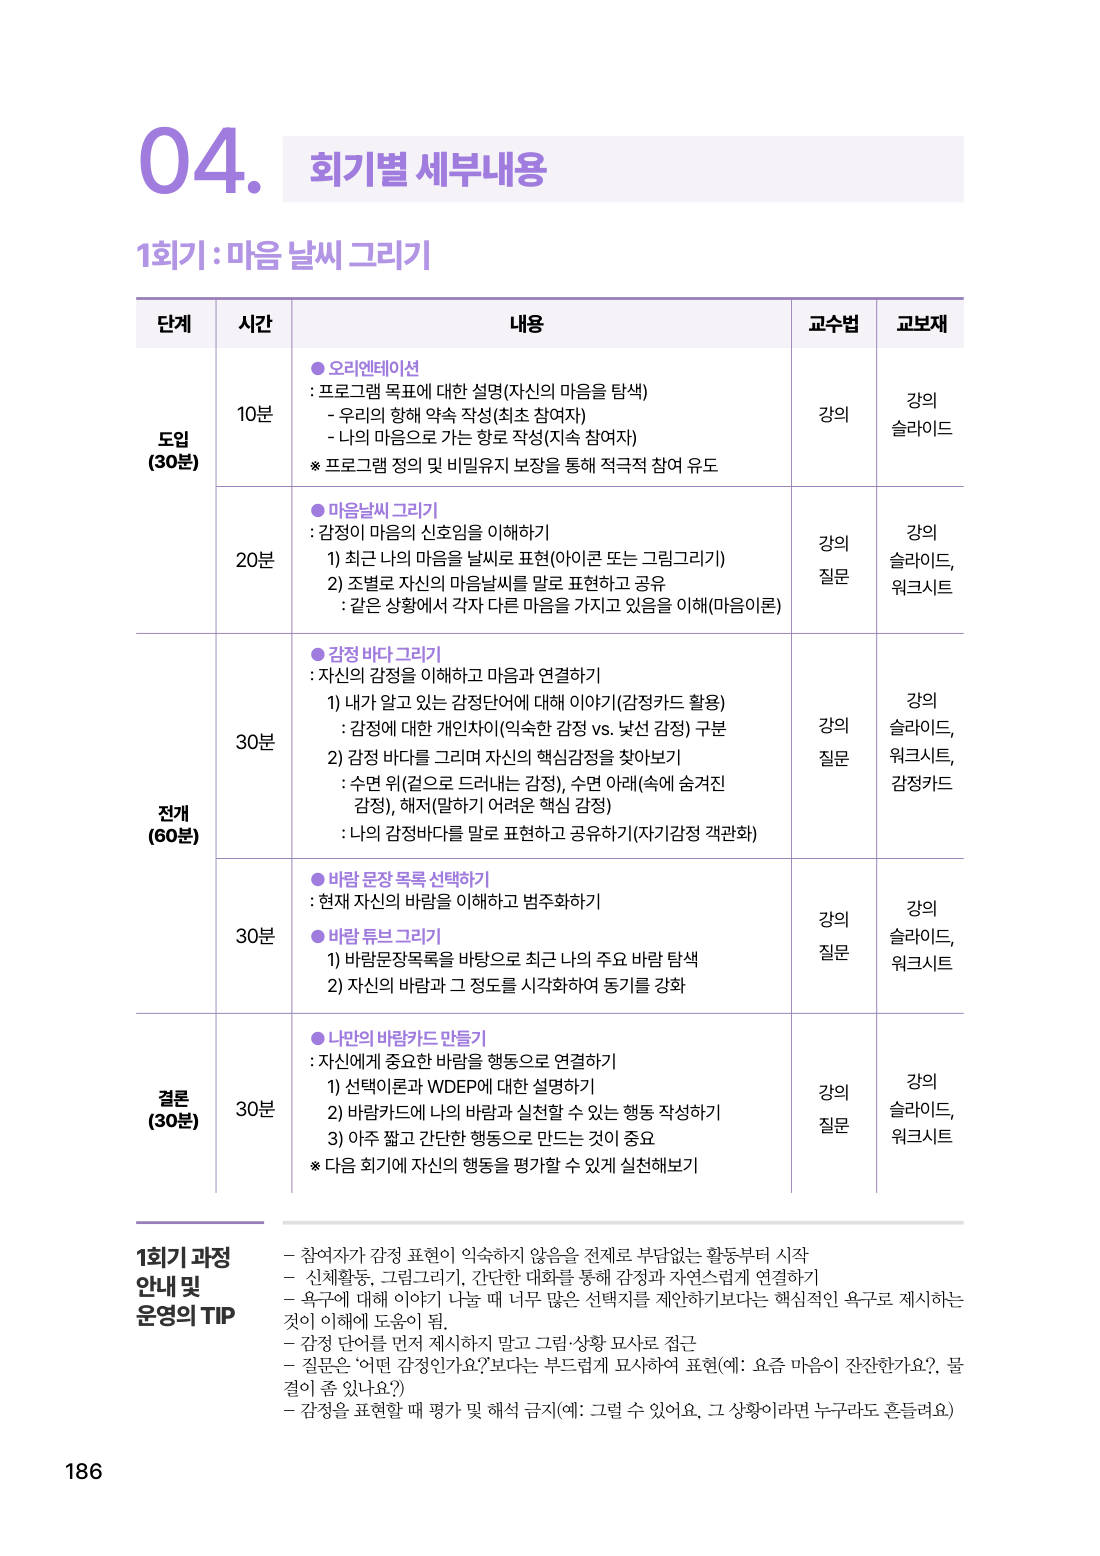 04. 회기별 세부내용
1회기 : 마음 날씨 그리기
단계 시간 내용 교수법 교보재
도입
(30분)
10분
● 오리엔테이션
: 프로그램 목표에 대한 설명(자신의 마음을 탐색)
- 우리의 항해 약속 작성(최초 참여자)
- 나의 마음으로 가는 항로 작성(지속 참여자)
※ 프로그램 정의 및 비밀유지 보장을 통해 적극적 참여 유도
강의
강의
슬라이드
20분
● 마음날씨 그리기
: 감정이 마음의 신호임을 이해하기
1) 최근 나의 마음을 날씨로 표현(아이콘 또는 그림그리기)
2) 조별로 자신의 마음날씨를 말로 표현하고 공유
: 같은 상황에서 각자 다른 마음을 가지고 있음을 이해(마음이론)
강의
질문
강의
슬라이드,
워크시트
전개
(60분)
30분
● 감정 바다 그리기
: 자신의 감정을 이해하고 마음과 연결하기
1) 내가 알고 있는 감정단어에 대해 이야기(감정카드 활용)
: 감정에 대한 개인차이(익숙한 감정 vs. 낯선 감정) 구분
2) 감정 바다를 그리며 자신의 핵심감정을 찾아보기
: 수면 위(겉으로 드러내는 감정), 수면 아래(속에 숨겨진
감정), 해저(말하기 어려운 핵심 감정)
: 나의 감정바다를 말로 표현하고 공유하기(자기감정 객관화)
강의
질문
강의
슬라이드,
워크시트,
감정카드
30분
● 바람 문장 목록 선택하기
: 현재 자신의 바람을 이해하고 범주화하기
● 바람 튜브 그리기
1) 바람문장목록을 바탕으로 최근 나의 주요 바람 탐색
2) 자신의 바람과 그 정도를 시각화하여 동기를 강화
강의
질문
강의
슬라이드,
워크시트
결론
(30분)
30분
● 나만의 바람카드 만들기
: 자신에게 중요한 바람을 행동으로 연결하기
1) 선택이론과 WDEP에 대한 설명하기
2) 바람카드에 나의 바람과 실천할 수 있는 행동 작성하기
3) 아주 짧고 간단한 행동으로 만드는 것이 중요
※ 다음 회기에 자신의 행동을 평가할 수 있게 실천해보기
강의
질문
강의
슬라이드,
워크시트
1회기 과정
안내 및
운영의 TIP
– 참여자가 감정 표현이 익숙하지 않음을 전제로 부담없는 활동부터 시작
– 신체활동, 그림그리기, 간단한 대화를 통해 감정과 자연스럽게 연결하기
– 욕구에 대해 이야기 나눌 때 너무 많은 선택지를 제안하기보다는 핵심적인 욕구로 제시하는
것이 이해에 도움이 됨.
– 감정 단어를 먼저 제시하지 말고 그림·상황 묘사로 접근
– 질문은 ‘어떤 감정인가요?’보다는 부드럽게 묘사하여 표현(예: 요즘 마음이 잔잔한가요?, 물
결이 좀 있나요?)
– 감정을 표현할 때 평가 및 해석 금지(예: 그럴 수 있어요, 그 상황이라면 누구라도 흔들려요)
186